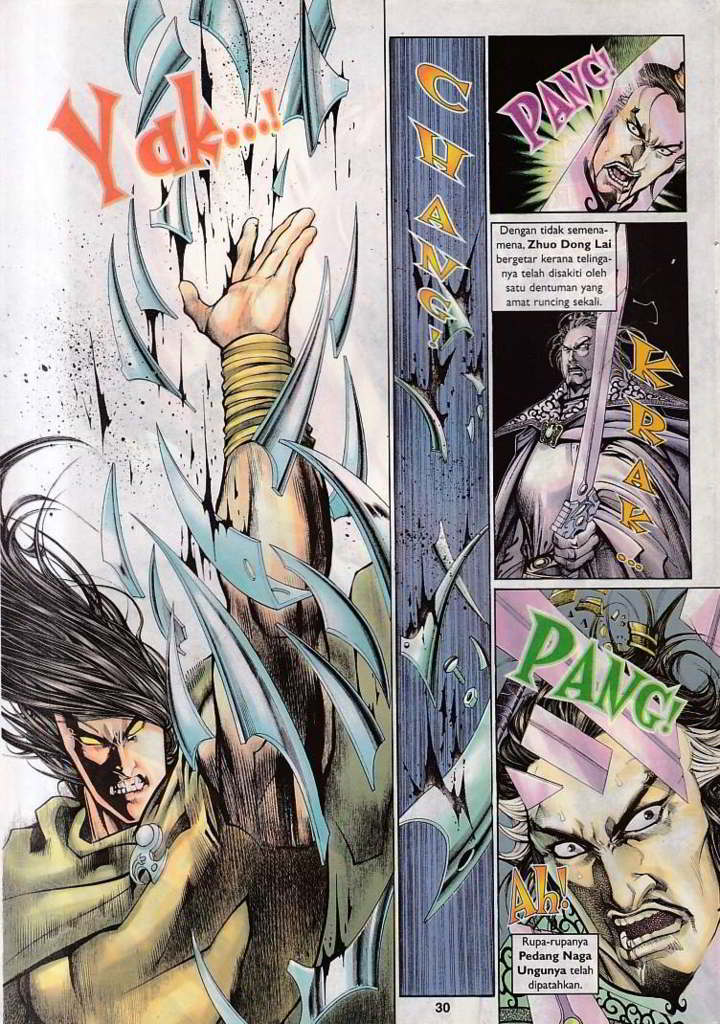 Yak...!
CHANG!
PANG!
Dengan tidak semena-
mena, Zhuo Dong Lai
bergetar kerana telinga-
nya telah disakiti oleh
satu dentuman yang
amat runcing sekali.
KRAK...
PANG!
Ah!
Rupa-rupanya
Pedang Naga
Ungunya telah
dipatahkan.
30